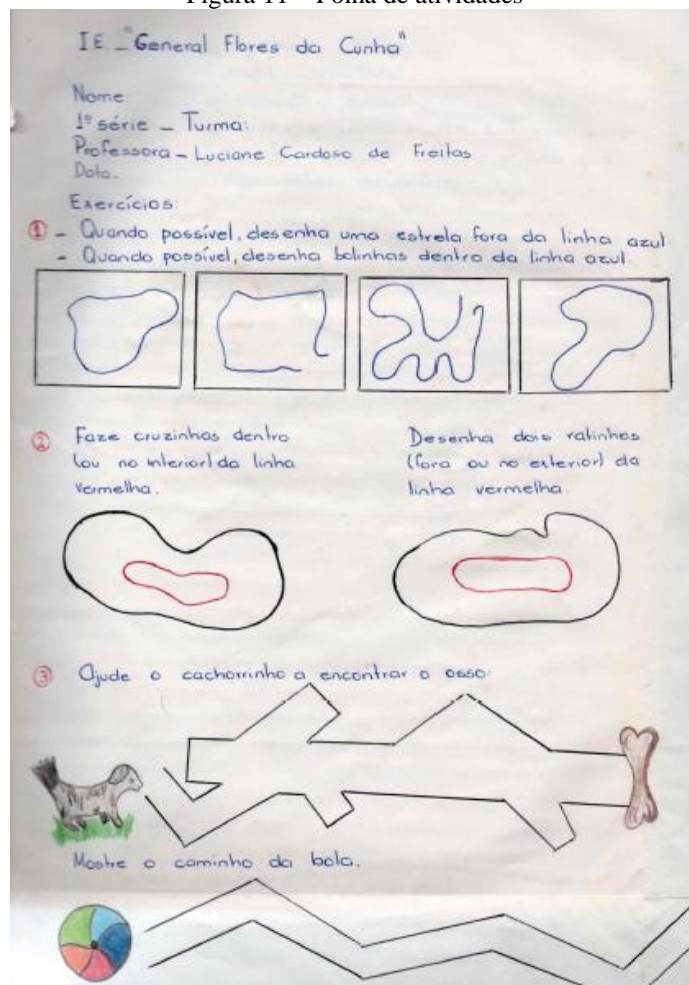 Figura 11 – Folha de atividades
IE - "General Flores da Cunha"
Nome
1ª série - Turma:
Professora - Luciane Cardoso de Freitas
Data.
Exercícios:
① - Quando possível, desenha uma estrela fora da linha azul.
- Quando possível, desenha bolinhas dentro da linha azul.
② Faze cruzinhas dentro
(ou no interior) da linha
vermelha.
Desenha dois ratinhos
(fora ou no exterior) da
linha vermelha.
③ Ajude o cachorrinho a encontrar o osso.
Mostre o caminho da bola.